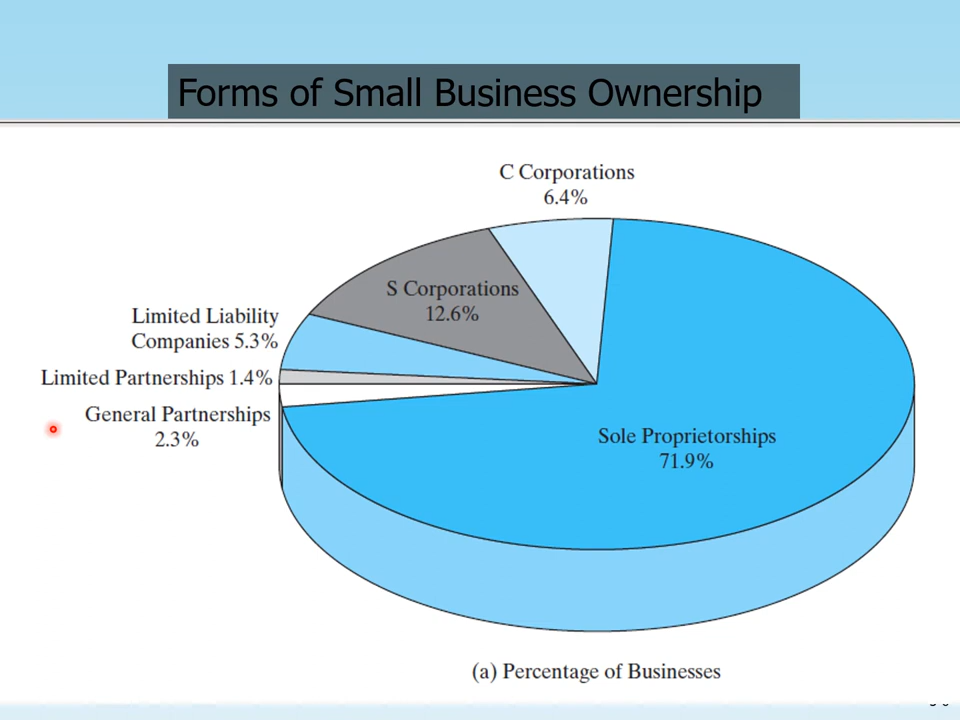 Forms of Small Business Ownership
C Corporations
6.4%
S Corporations
12.6%
Limited Liability
Companies 5.3%
Limited Partnerships 1.4%
General Partnerships
2.3%
Sole Proprietorships
71.9%
(a) Percentage of Businesses